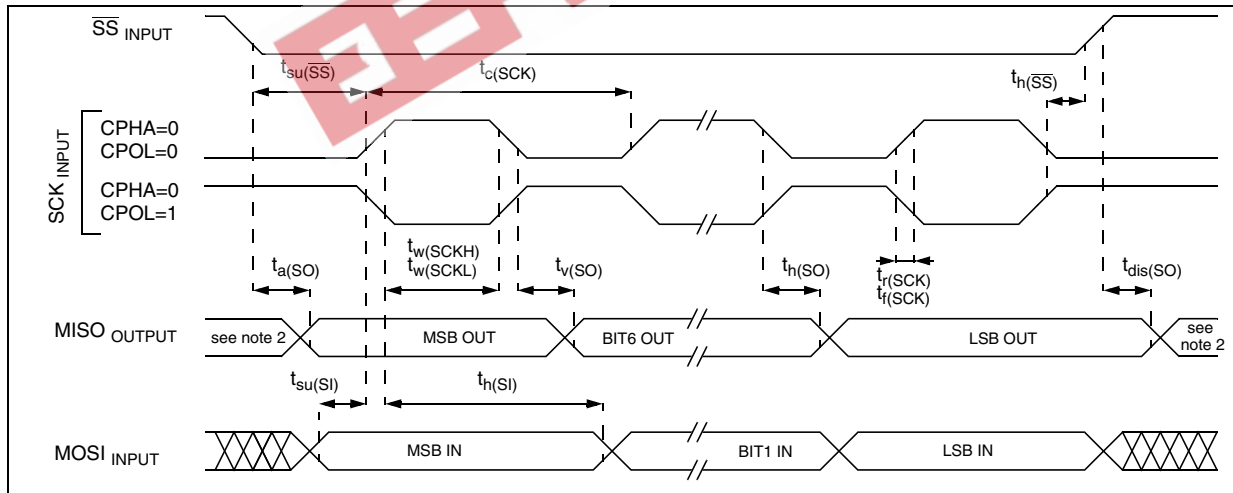 SS INPUT
tsu(SS)
tc(SCK)
th(SS)
SCK INPUT
CPHA=0
CPOL=0
CPHA=0
CPOL=1
ta(SO)
tw(SCKH)
tw(SCKL)
tv(SO)
th(SO)
tr(SCK)
tf(SCK)
tdis(SO)
MISO OUTPUT
see note 2
MSB OUT
BIT6 OUT
LSB OUT
see
note 2
tsu(SI)
th(SI)
MOSI INPUT
MSB IN
BIT1 IN
LSB IN